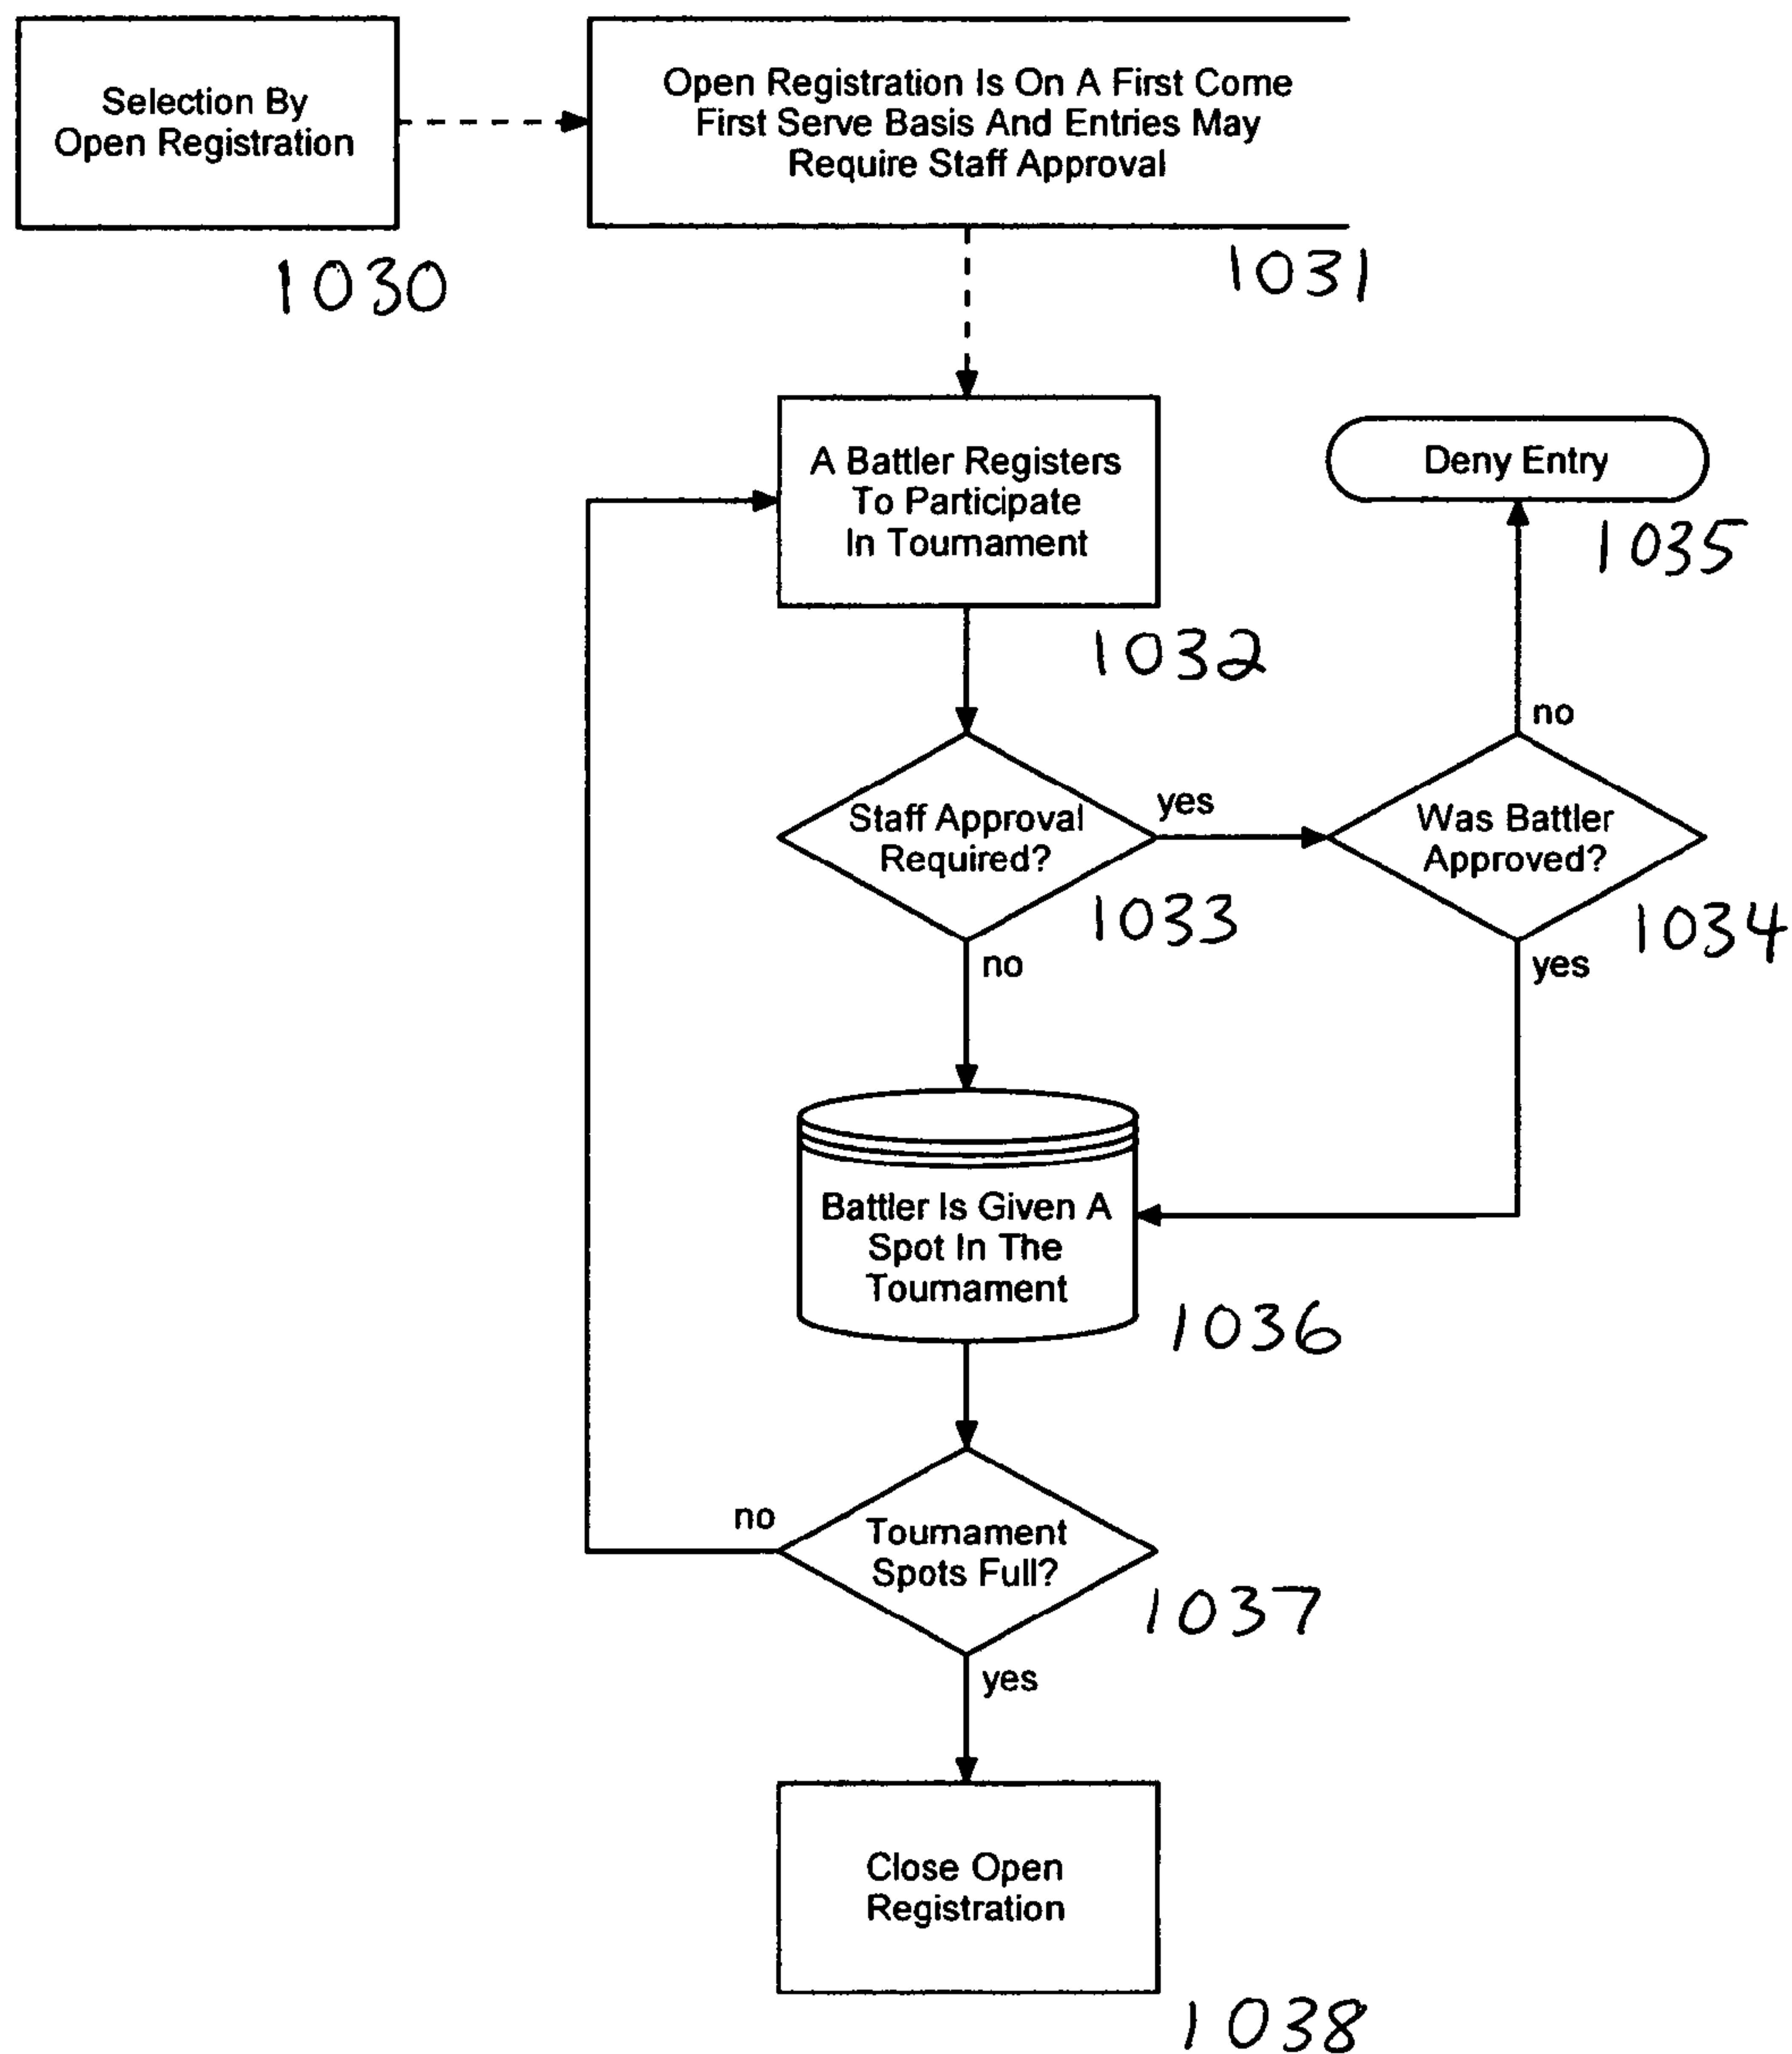 Selection By
Open Registration
1030
Open Registration Is On A First Come
First Serve Basis And Entries May
Require Staff Approval
1031
A Battler Registers
To Participate
In Tournament
1032
Deny Entry
1035
no
Staff Approval
Required?
yes
1033
no
Was Battler
Approved?
1034
yes
Battler Is Given A
Spot In The
Tournament
1036
no
Tournament
Spots Full?
1037
yes
Close Open
Registration
1038